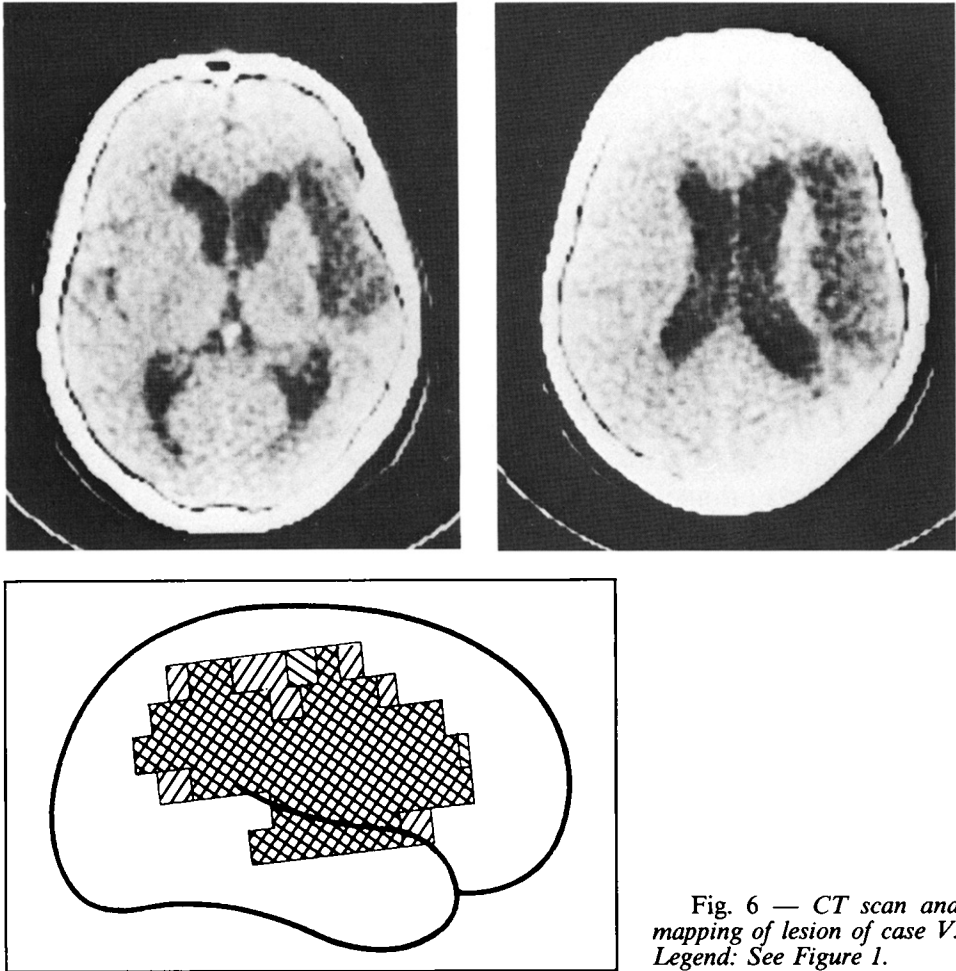 Fig. 6 — CT scan and
mapping of lesion of case V.
Legend: See Figure 1.